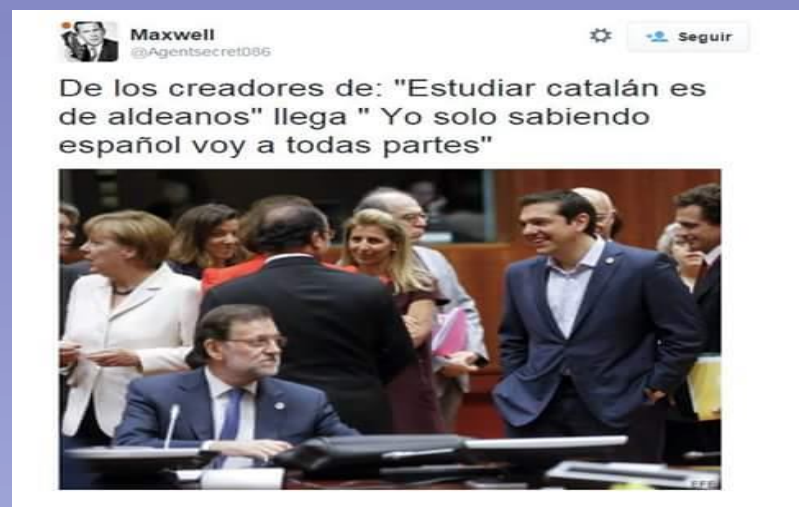 Maxwell
@Agentsecret086
Seguir
De los creadores de: "Estudiar catalán es
de aldeanos" llega " Yo solo sabiendo
español voy a todas partes"
EFE